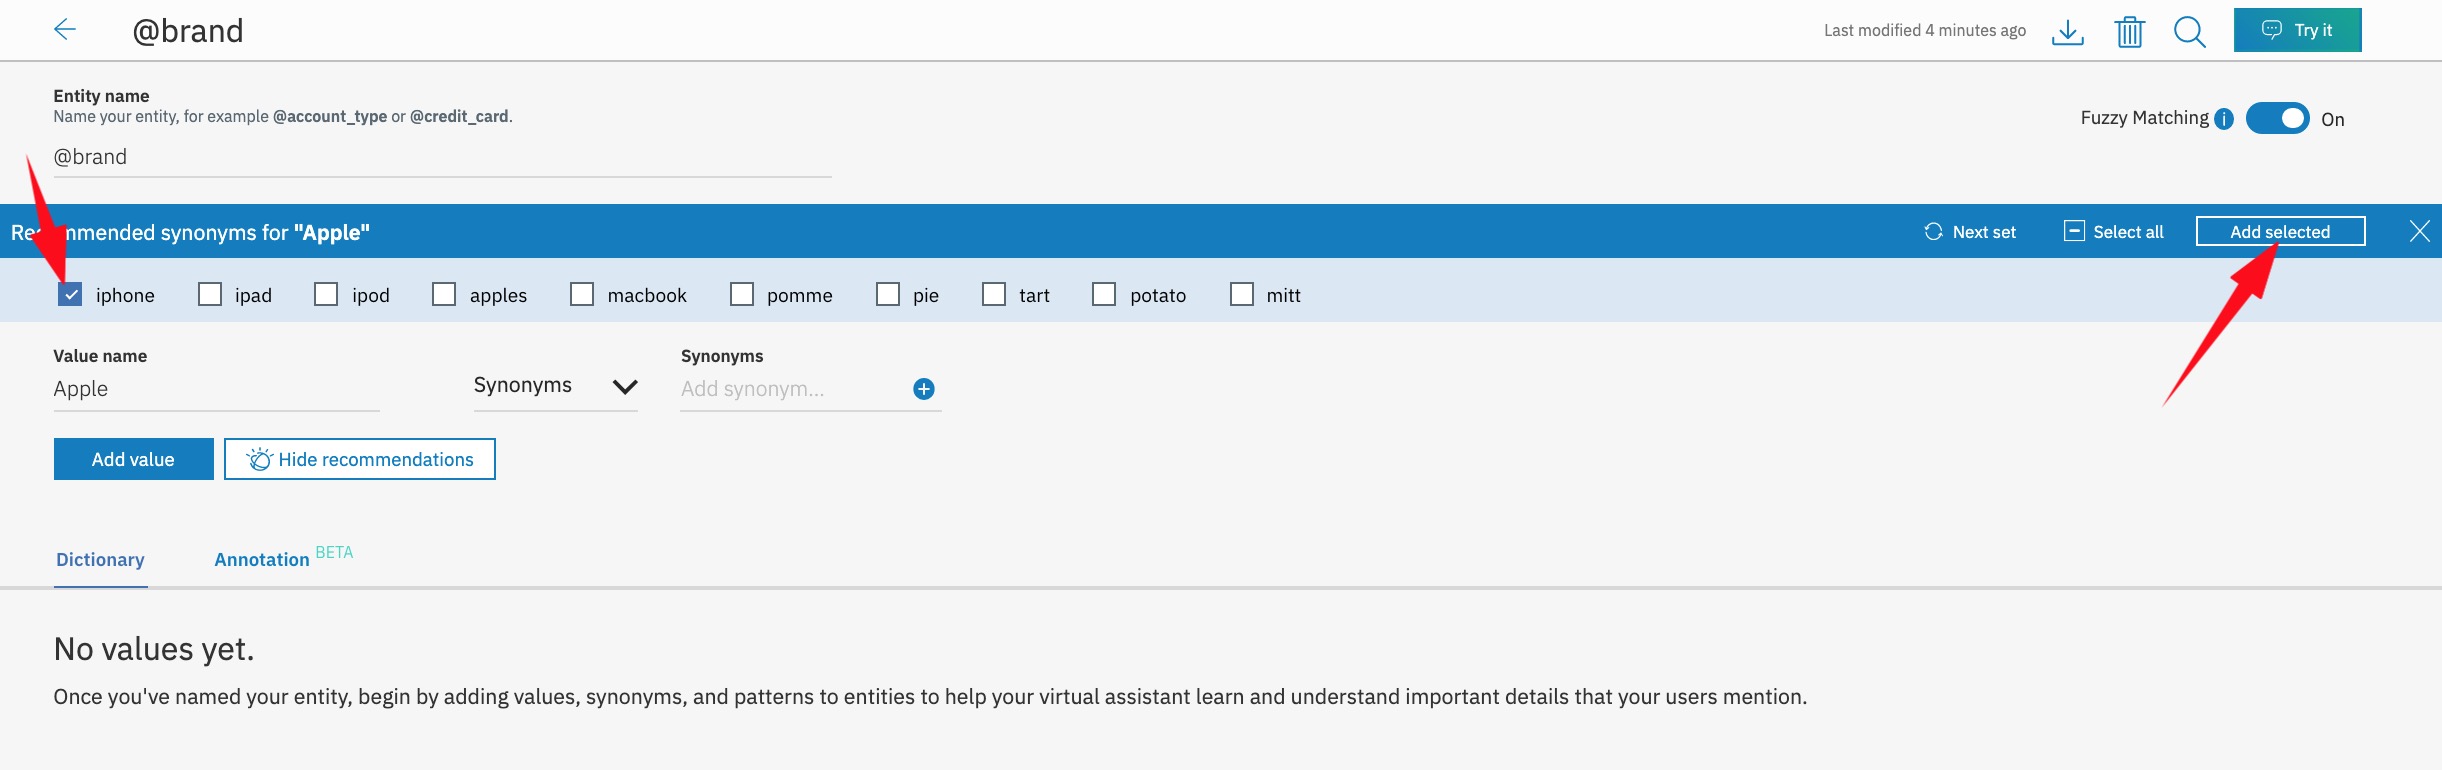 @brand
Last modified 4 minutes ago
Try it
Entity name
Name your entity, for example @account_type or @credit_card.
Fuzzy Matching i On
@brand
Recommended synonyms for "Apple"
Next set Select all Add selected
iphone ipad ipod apples macbook pomme pie tart potato mitt
Value name Synonyms
Apple Synonyms Add synonym...
Add value Hide recommendations
Dictionary Annotation BETA
No values yet.
Once you've named your entity, begin by adding values, synonyms, and patterns to entities to help your virtual assistant learn and understand important details that your users mention.